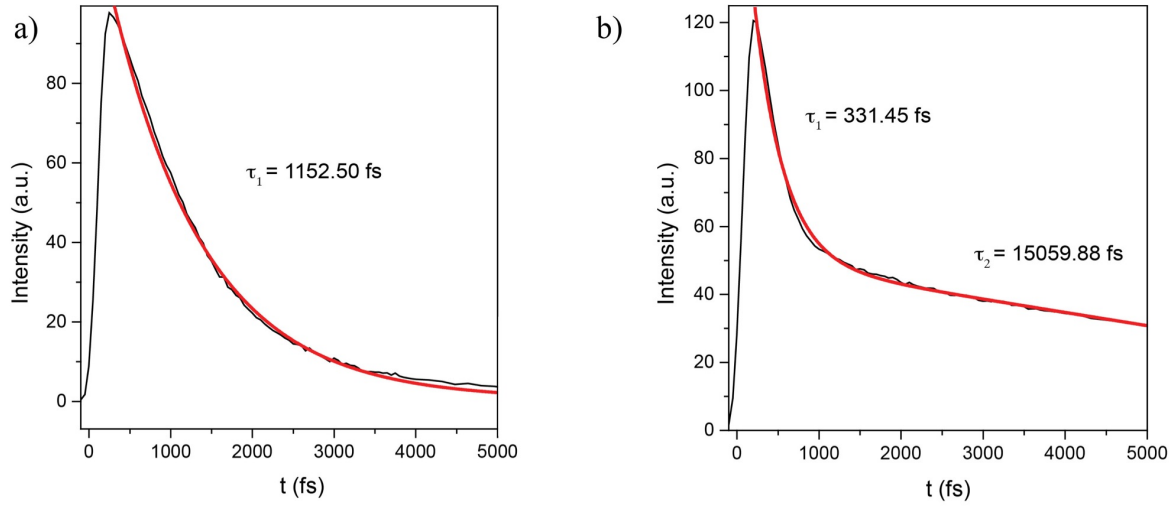 a)
Intensity (a.u.)
80
60
40
20
0
τ1 = 1152.50 fs
0 1000 2000 3000 4000 5000
t (fs)
b)
Intensity (a.u.)
120
100
80
60
40
20
0
τ1 = 331.45 fs
τ2 = 15059.88 fs
0 1000 2000 3000 4000 5000
t (fs)